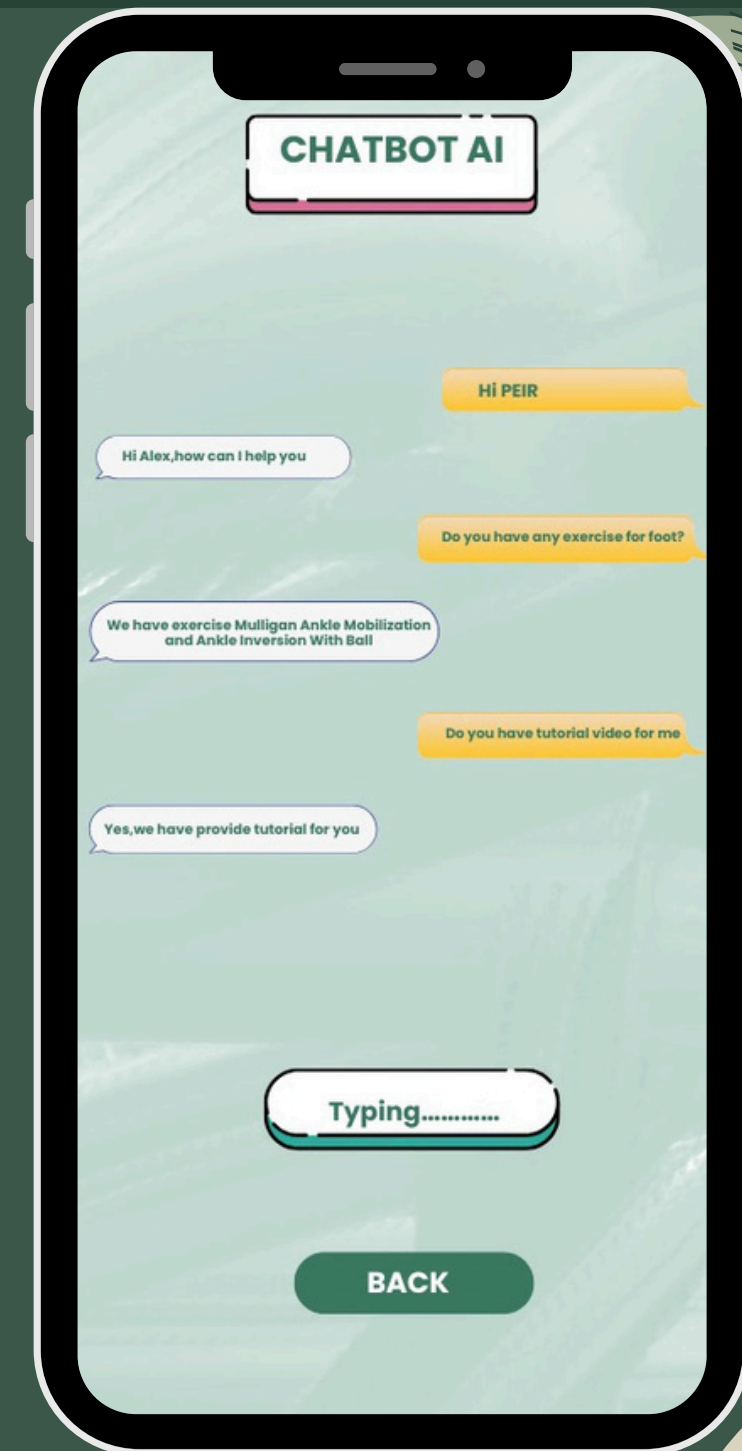 CHATBOT AI
Hi PEIR
Hi Alex,how can I help you
Do you have any exercise for foot?
We have exercise Mulligan Ankle Mobilization
and Ankle Inversion With Ball
Do you have tutorial video for me
Yes,we have provide tutorial for you
Typing............
BACK